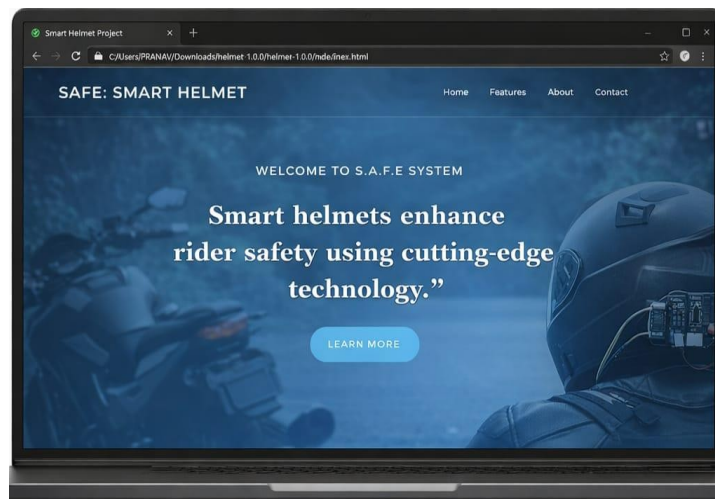 Smart Helmet Project
C/Users/PRANAV/Downloads/helmet-1.0.0/helmet-1.0.0/nde/inex.html
SAFE: SMART HELMET
Home Features About Contact
WELCOME TO S.A.F.E SYSTEM
Smart helmets enhance
rider safety using cutting-edge
technology.”
LEARN MORE